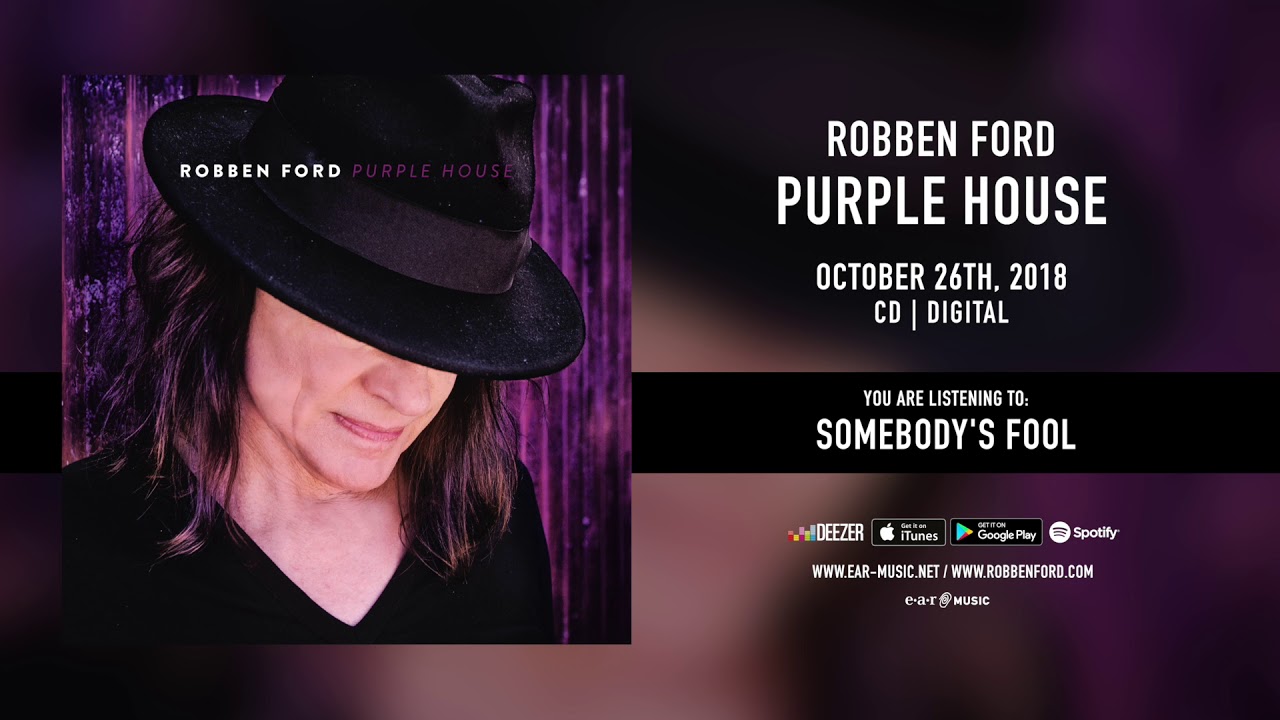 ROBBEN FORD PURPLE HOUSE
ROBBEN FORD
PURPLE HOUSE
OCTOBER 26TH, 2018
CD | DIGITAL
YOU ARE LISTENING TO:
SOMEBODY'S FOOL
DEEZER
Get it on
iTunes
GET IT ON
Google Play
Spotify
WWW.EAR-MUSIC.NET / WWW.ROBBENFORD.COM
e·a·r MUSIC